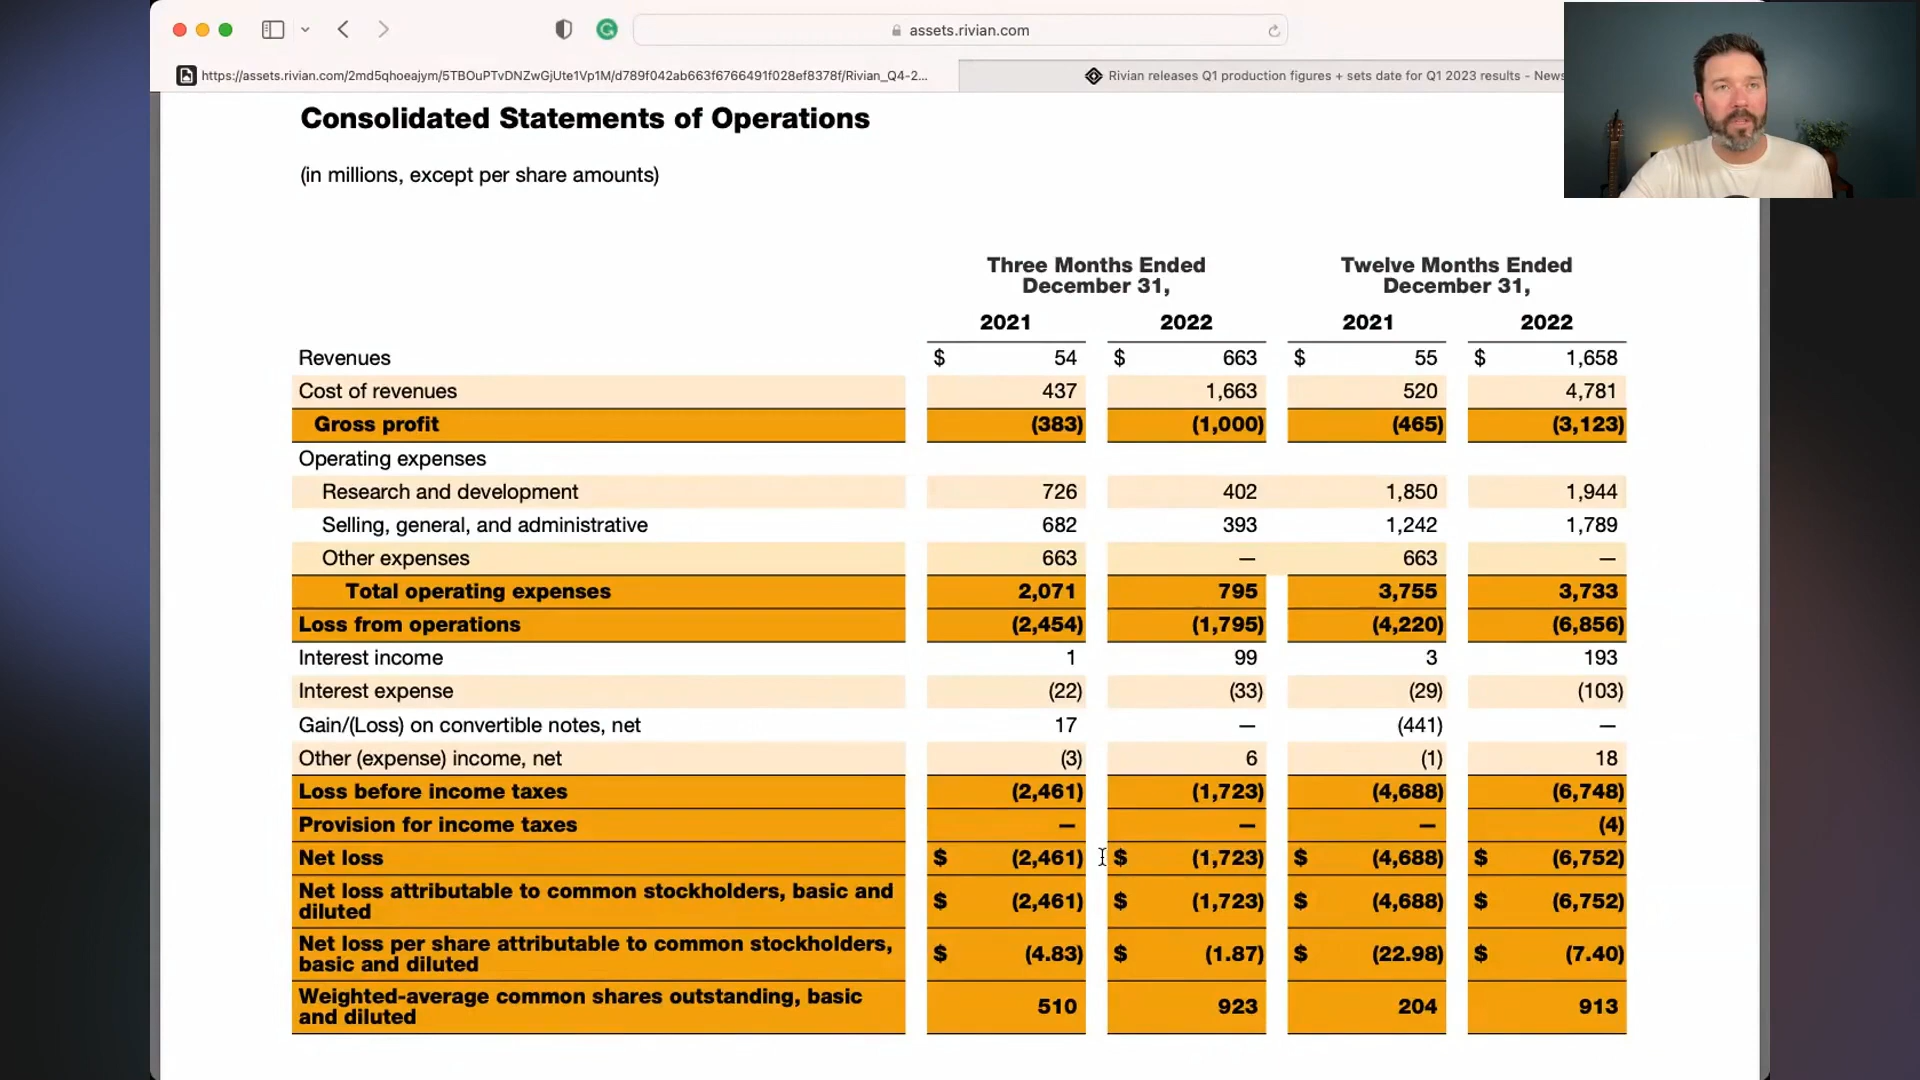 assets.rivian.com
https://assets.rivian.com/2md5qhoeajym/5TBOuPTvDNZwGjUte1Vp1M/d789f042ab663f6766491f028ef8378f/Rivian_Q4-2... Rivian releases Q1 production figures + sets date for Q1 2023 results - News
Consolidated Statements of Operations
(in millions, except per share amounts)
Three Months Ended Twelve Months Ended
December 31, December 31,
2021 2022 2021 2022
Revenues $ 54 $ 663 $ 55 $ 1,658
Cost of revenues 437 1,663 520 4,781
Gross profit (383) (1,000) (465) (3,123)
Operating expenses
Research and development 726 402 1,850 1,944
Selling, general, and administrative 682 393 1,242 1,789
Other expenses 663 — 663 —
Total operating expenses 2,071 795 3,755 3,733
Loss from operations (2,454) (1,795) (4,220) (6,856)
Interest income 1 99 3 193
Interest expense (22) (33) (29) (103)
Gain/(Loss) on convertible notes, net 17 — (441) —
Other (expense) income, net (3) 6 (1) 18
Loss before income taxes (2,461) (1,723) (4,688) (6,748)
Provision for income taxes — — — (4)
Net loss $ (2,461) $ (1,723) $ (4,688) $ (6,752)
Net loss attributable to common stockholders, basic and
diluted $ (2,461) $ (1,723) $ (4,688) $ (6,752)
Net loss per share attributable to common stockholders,
basic and diluted $ (4.83) $ (1.87) $ (22.98) $ (7.40)
Weighted-average common shares outstanding, basic
and diluted 510 923 204 913